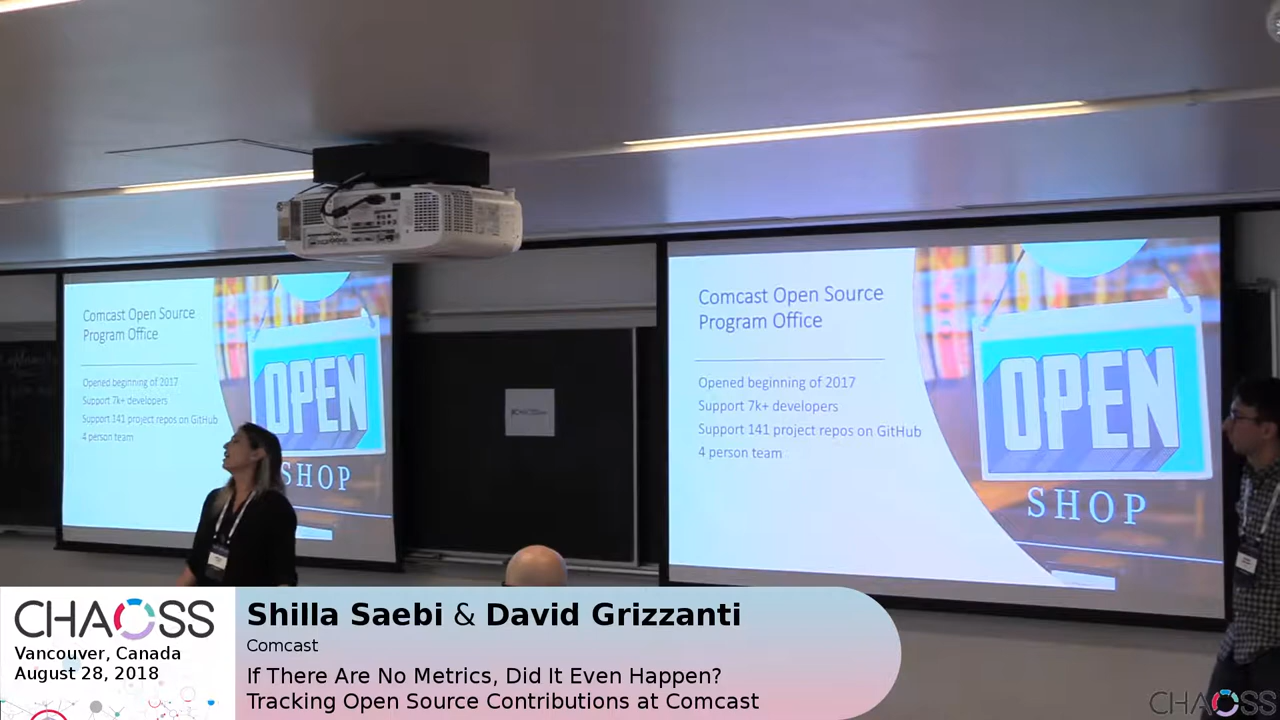 Comcast Open Source
Program Office
Opened beginning of 2017
Support 7k+ developers
Support 141 project repos on GitHub
4 person team
OPEN
SHOP
Comcast Open Source
Program Office
Opened beginning of 2017
Support 7k+ developers
Support 141 project repos on GitHub
4 person team
OPEN
SHOP
CHAOSS
Vancouver, Canada
August 28, 2018
Shilla Saebi & David Grizzanti
Comcast
If There Are No Metrics, Did It Even Happen?
Tracking Open Source Contributions at Comcast
CHAOSS